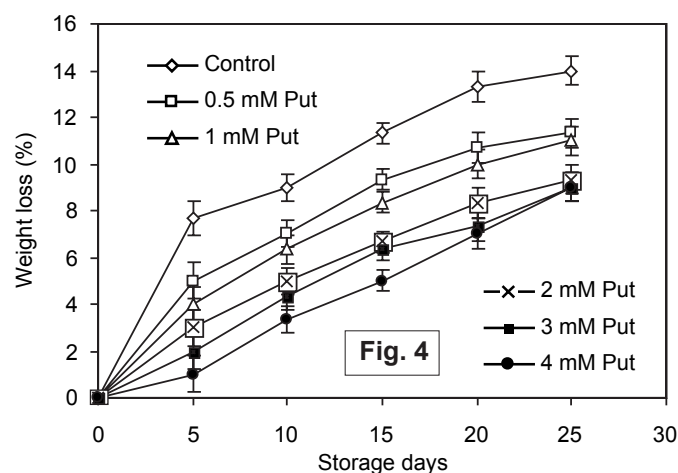 16
14
12
10
8
6
4
2
0
Weight loss (%)
Control
0.5 mM Put
1 mM Put
2 mM Put
3 mM Put
4 mM Put
Fig. 4
0 5 10 15 20 25 30
Storage days